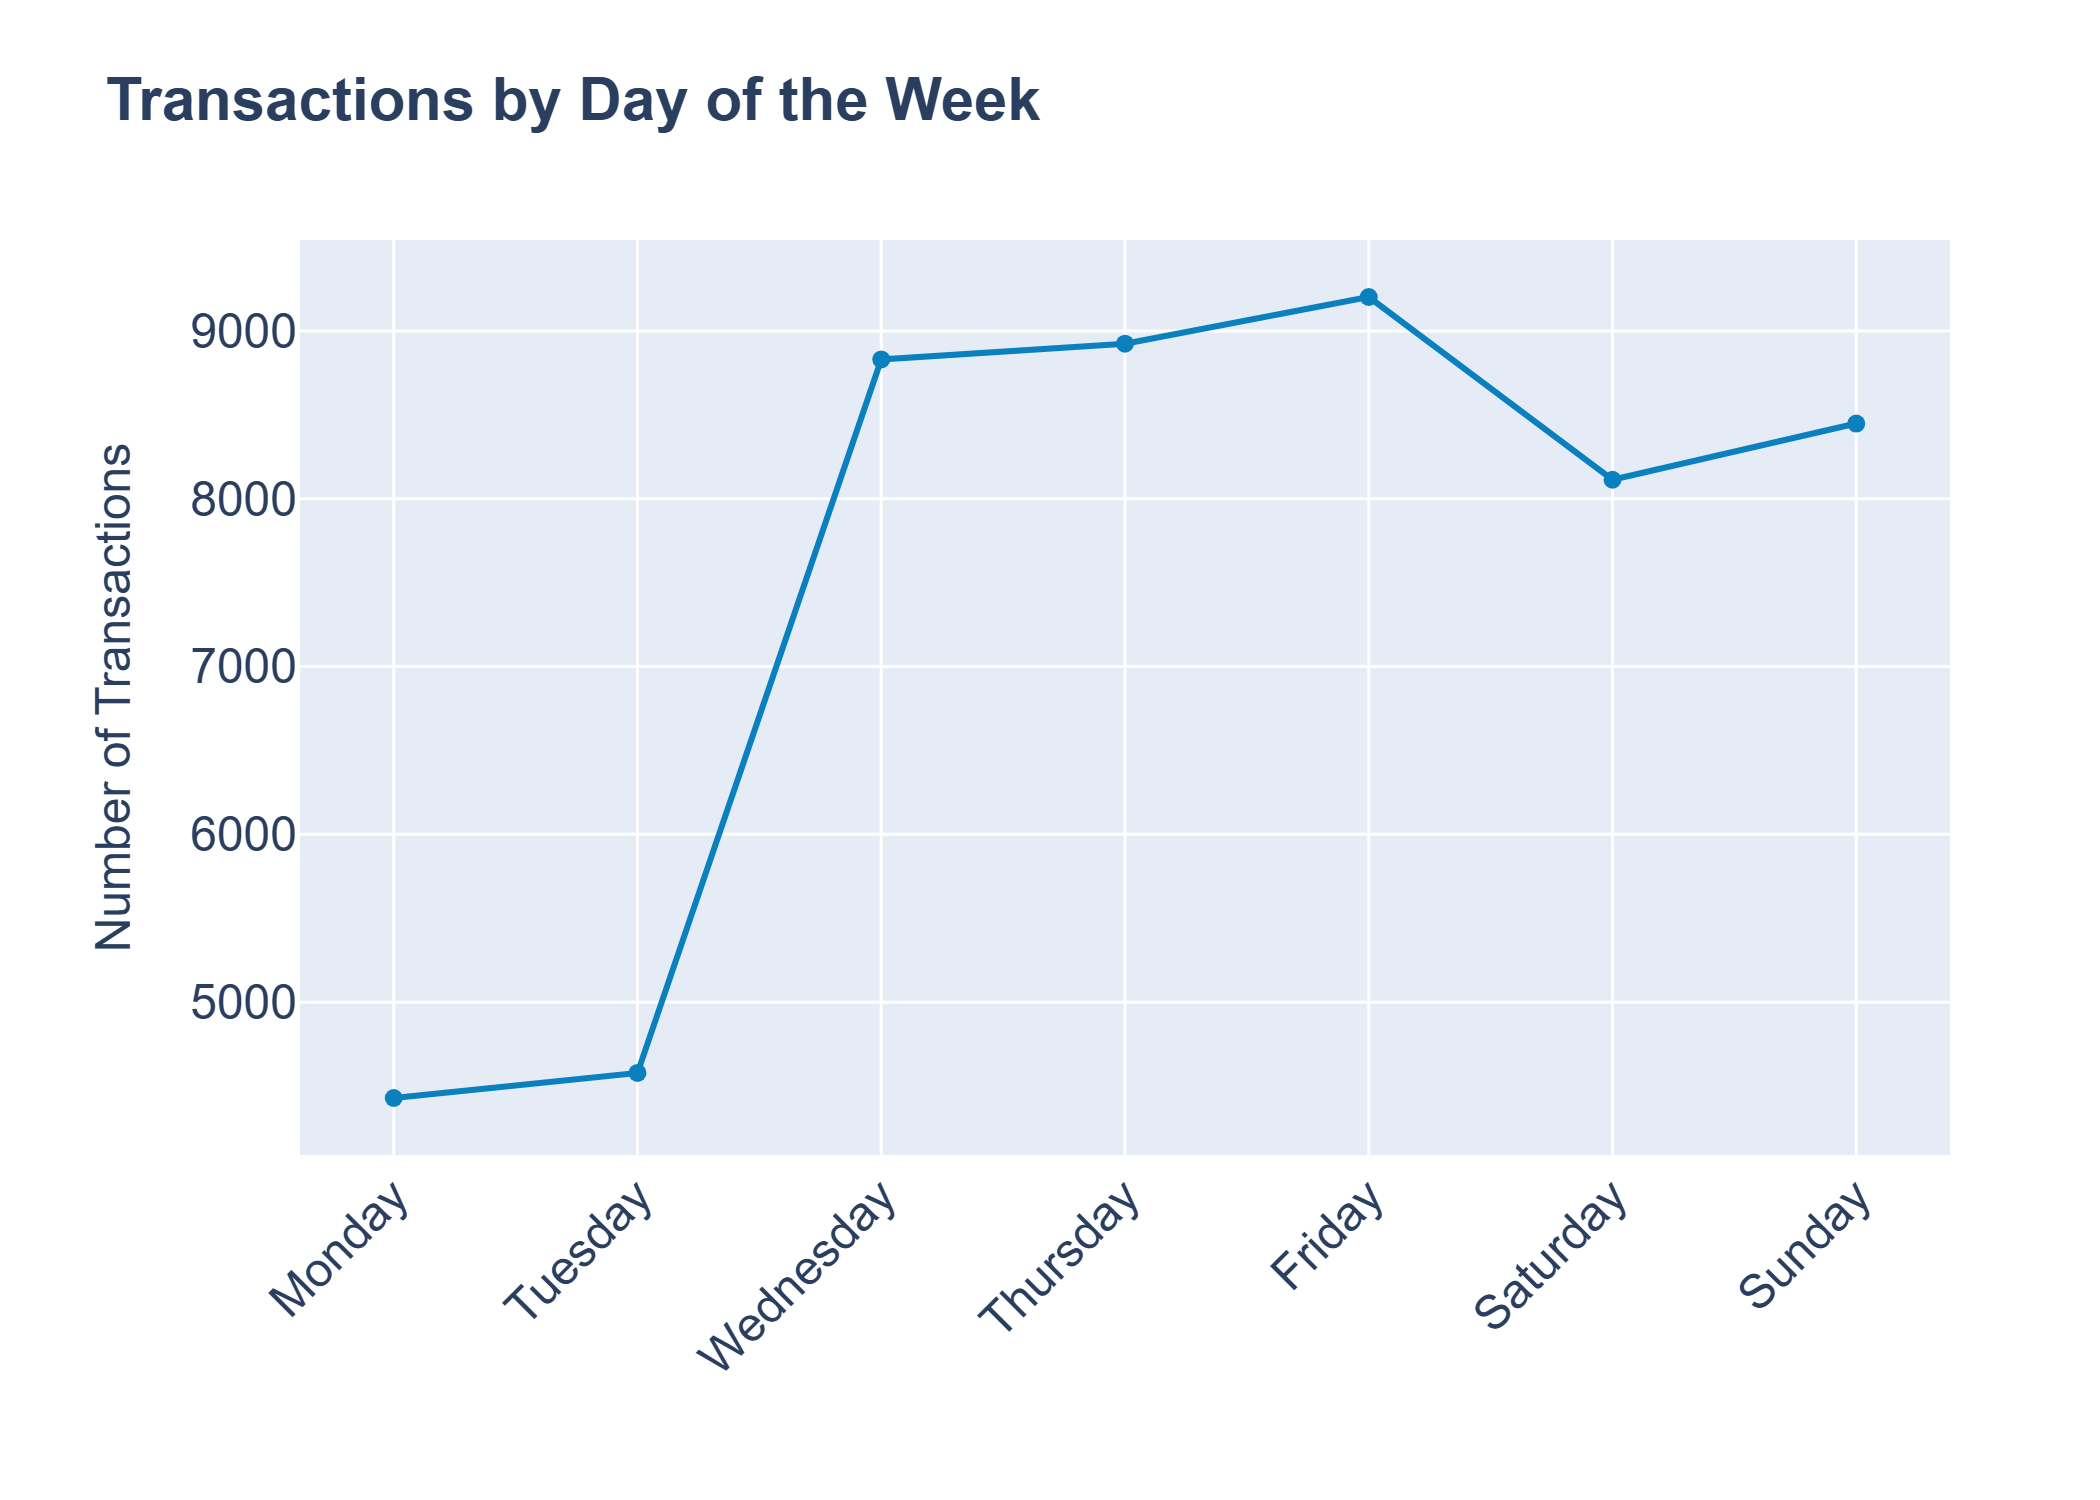 Transactions by Day of the Week
Number of Transactions
9000
8000
7000
6000
5000
Monday
Tuesday
Wednesday
Thursday
Friday
Saturday
Sunday